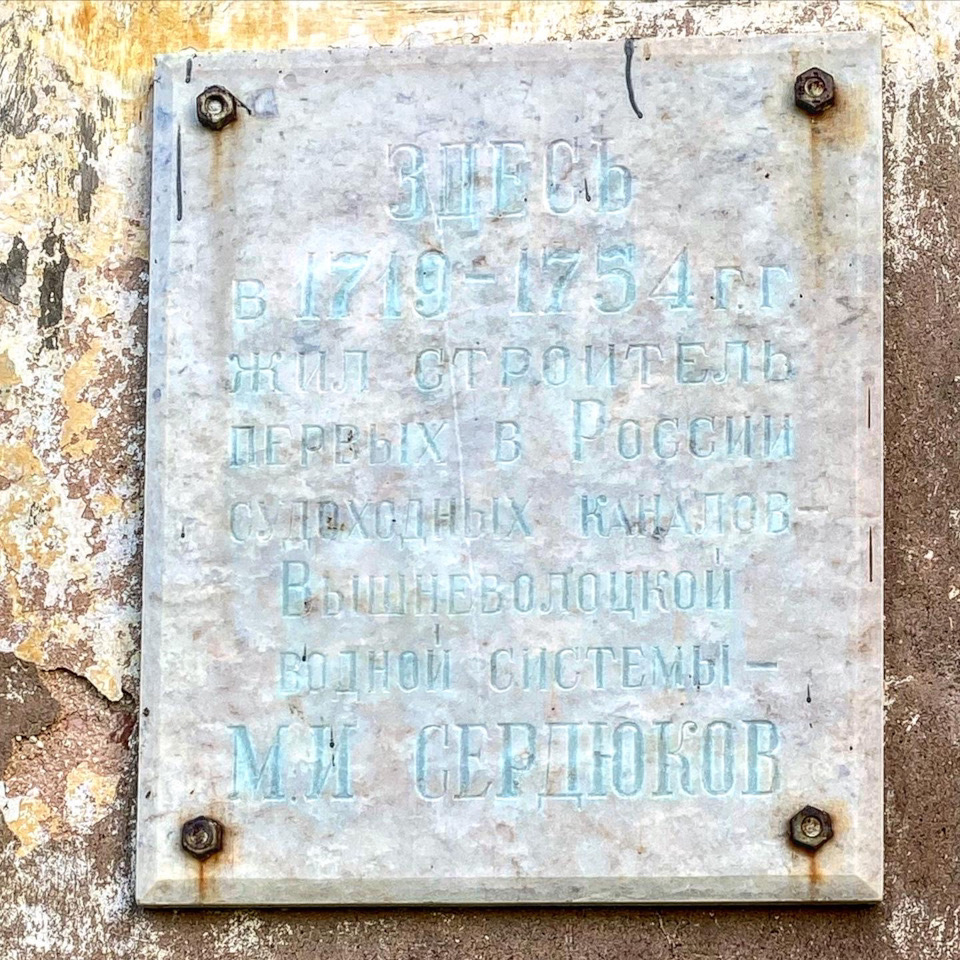 ЗДЕСЬ
в 1719-1754 г.г
жил строитель
первых в России
судоходных каналов
Вышневолоцкой
водной системы—
М.И СЕРДЮКОВ